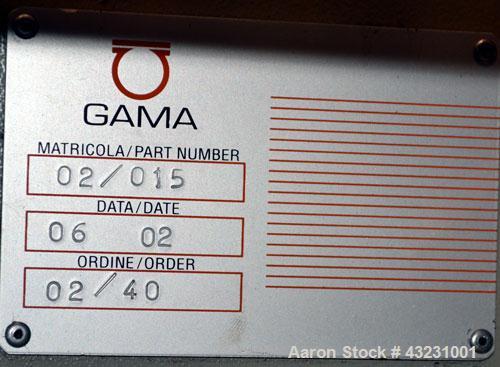 GAMA
MATRICOLA/PART NUMBER
02/015
DATA/DATE
06 02
ORDINE/ORDER
02/40
Aaron Stock # 43231001